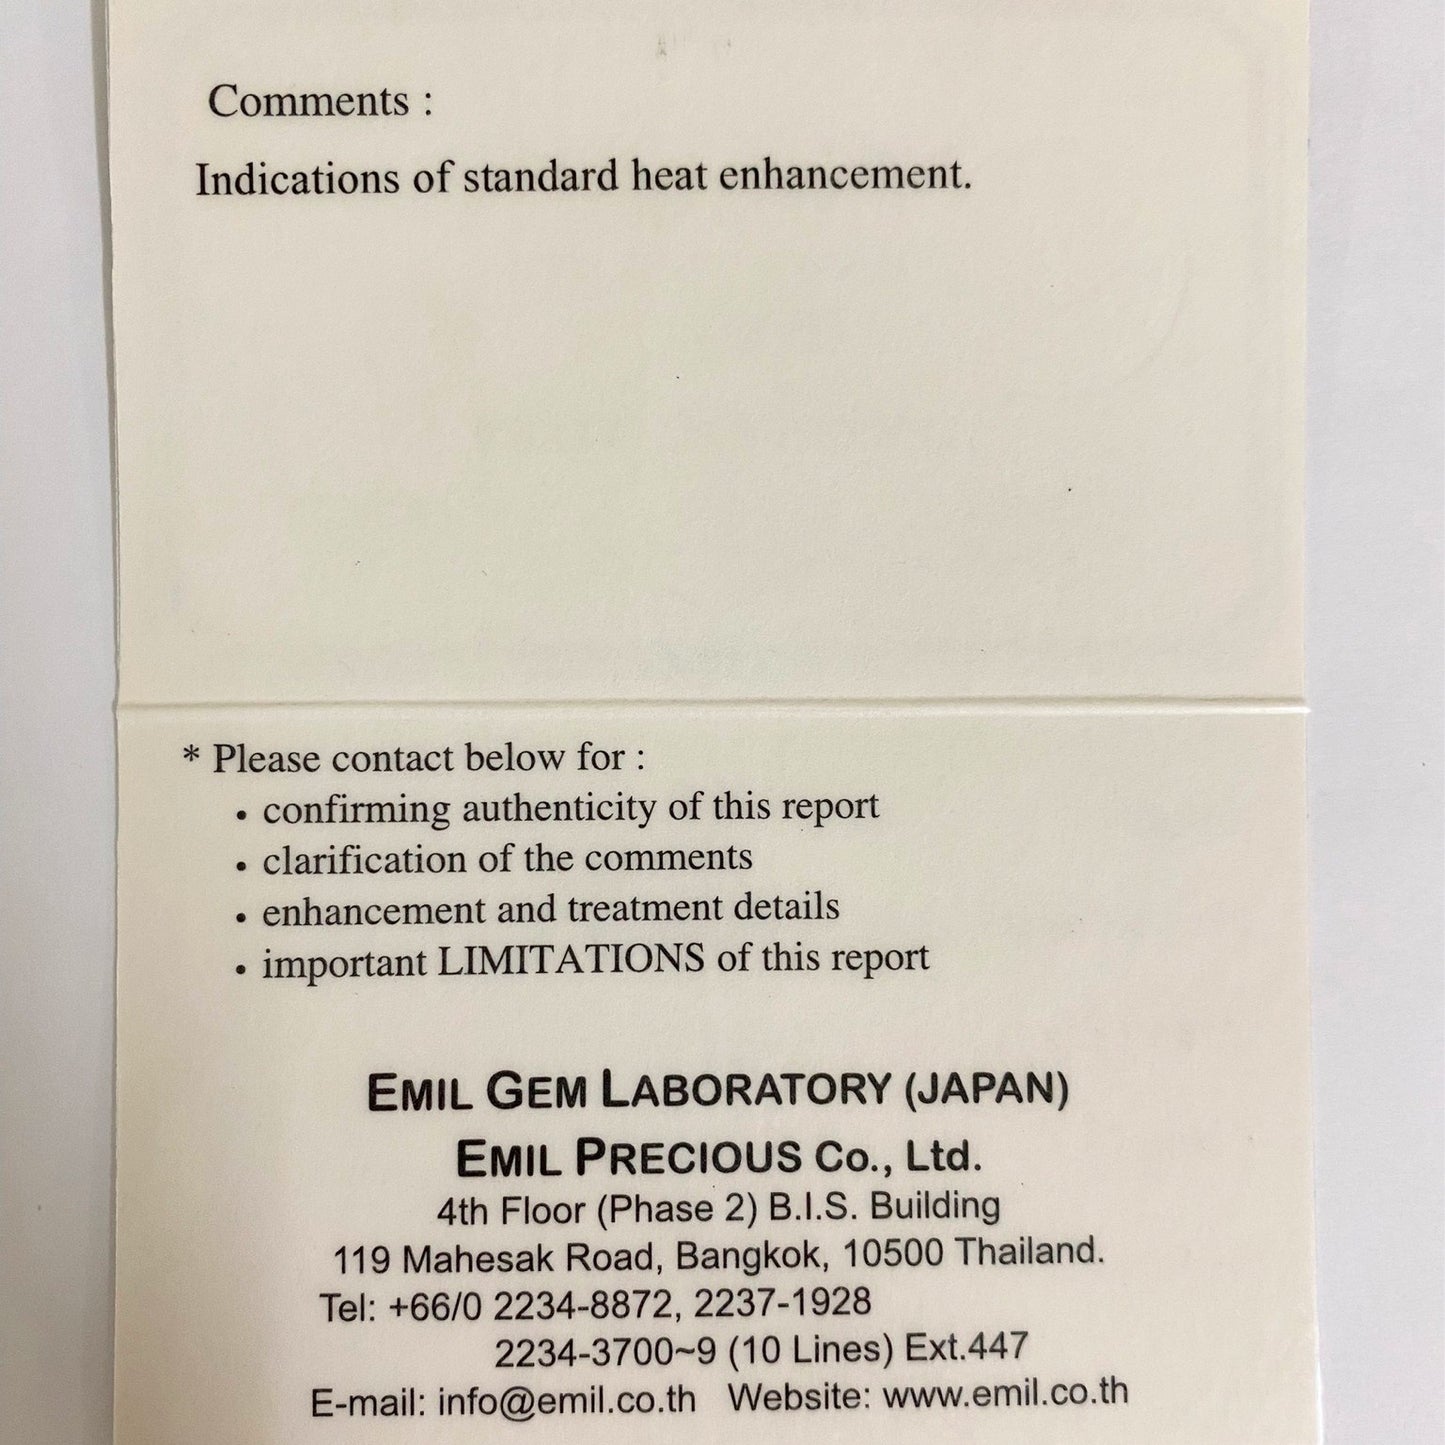 Comments :
Indications of standard heat enhancement.
* Please contact below for :
• confirming authenticity of this report
• clarification of the comments
• enhancement and treatment details
• important LIMITATIONS of this report
EMIL GEM LABORATORY (JAPAN)
EMIL PRECIOUS Co., Ltd.
4th Floor (Phase 2) B.I.S. Building
119 Mahesak Road, Bangkok, 10500 Thailand.
Tel: +66/0 2234-8872, 2237-1928
2234-3700~9 (10 Lines) Ext.447
E-mail: info@emil.co.th Website: www.emil.co.th